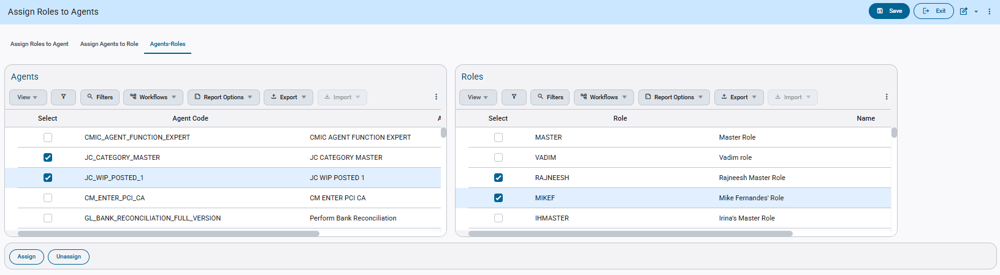 Assign Roles to Agents
Save
Exit
Assign Roles to Agent
Assign Agents to Role
Agents-Roles
Agents
View
Filters
Workflows
Report Options
Export
Import
Select
Agent Code
CMIC_AGENT_FUNCTION_EXPERT CMIC AGENT FUNCTION EXPERT
JC_CATEGORY_MASTER JC CATEGORY MASTER
JC_WIP_POSTED_1 JC WIP POSTED 1
CM_ENTER_PCI_CA CM ENTER PCI CA
GL_BANK_RECONCILIATION_FULL_VERSION Perform Bank Reconciliation
Roles
View
Filters
Workflows
Report Options
Export
Import
Select
Role
Name
MASTER Master Role
VADIM Vadim role
RAJNEESH Rajneesh Master Role
MIKEF Mike Fernandes' Role
IHMASTER Irina's Master Role
Assign
Unassign